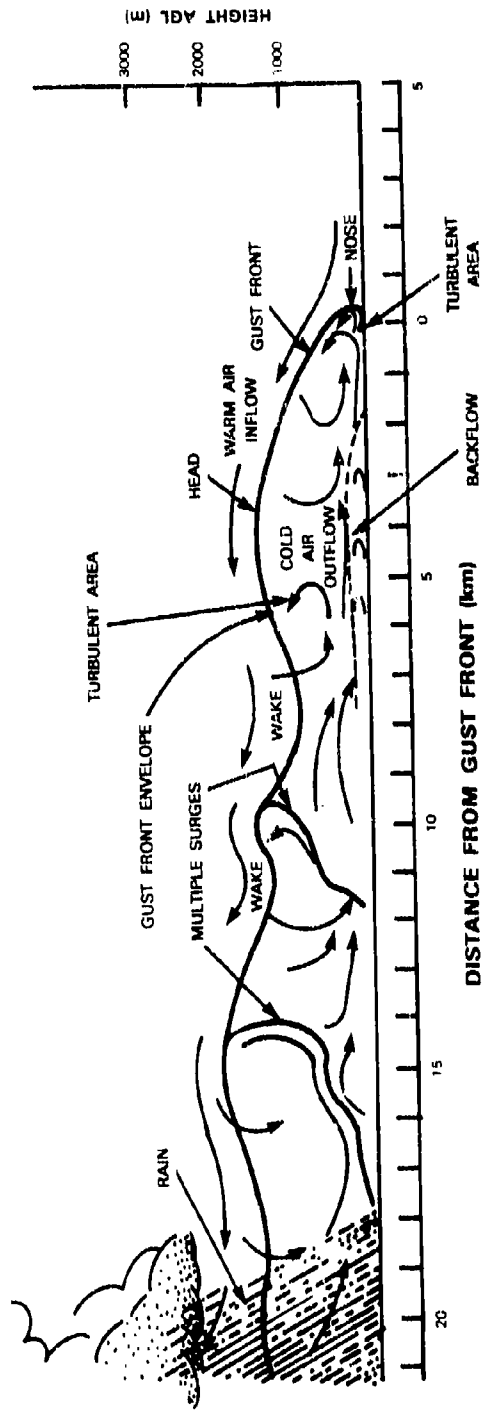 HEIGHT AGL (m)
3000
2000
1000
RAIN
MULTIPLE SURGES
GUST FRONT ENVELOPE
TURBULENT AREA
HEAD
WARM AIR
INFLOW
GUST FRONT
NOSE
WAKE
WAKE
COLD
AIR
OUTFLOW
20
15
10
5
0
5
BACKFLOW
TURBULENT
AREA
DISTANCE FROM GUST FRONT (km)